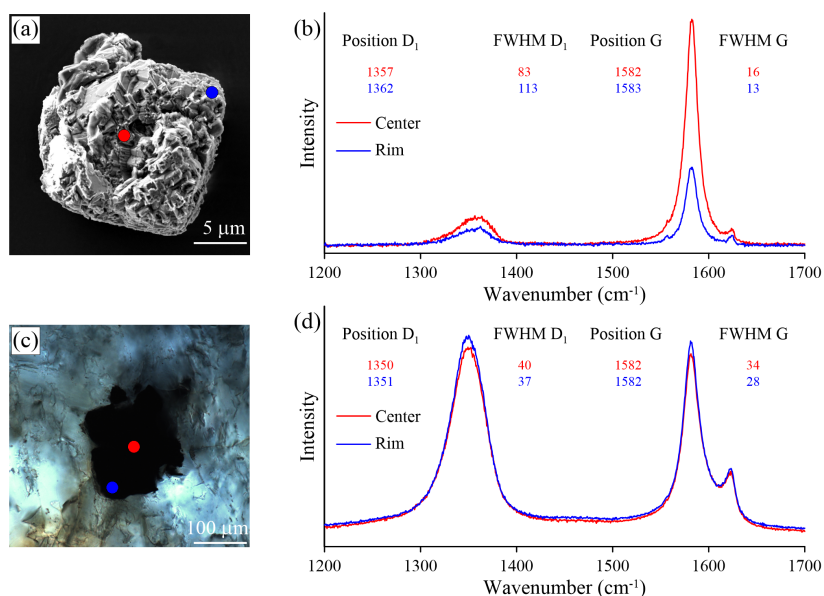 (a)
5 μm
(b)
Position D₁ FWHM D₁ Position G FWHM G
1357 83 1582 16
1362 113 1583 13
Center
Rim
Intensity
1200 1300 1400 1500 1600 1700
Wavenumber (cm⁻¹)
(c)
100 μm
(d)
Position D₁ FWHM D₁ Position G FWHM G
1350 40 1582 34
1351 37 1582 28
Center
Rim
Intensity
1200 1300 1400 1500 1600 1700
Wavenumber (cm⁻¹)